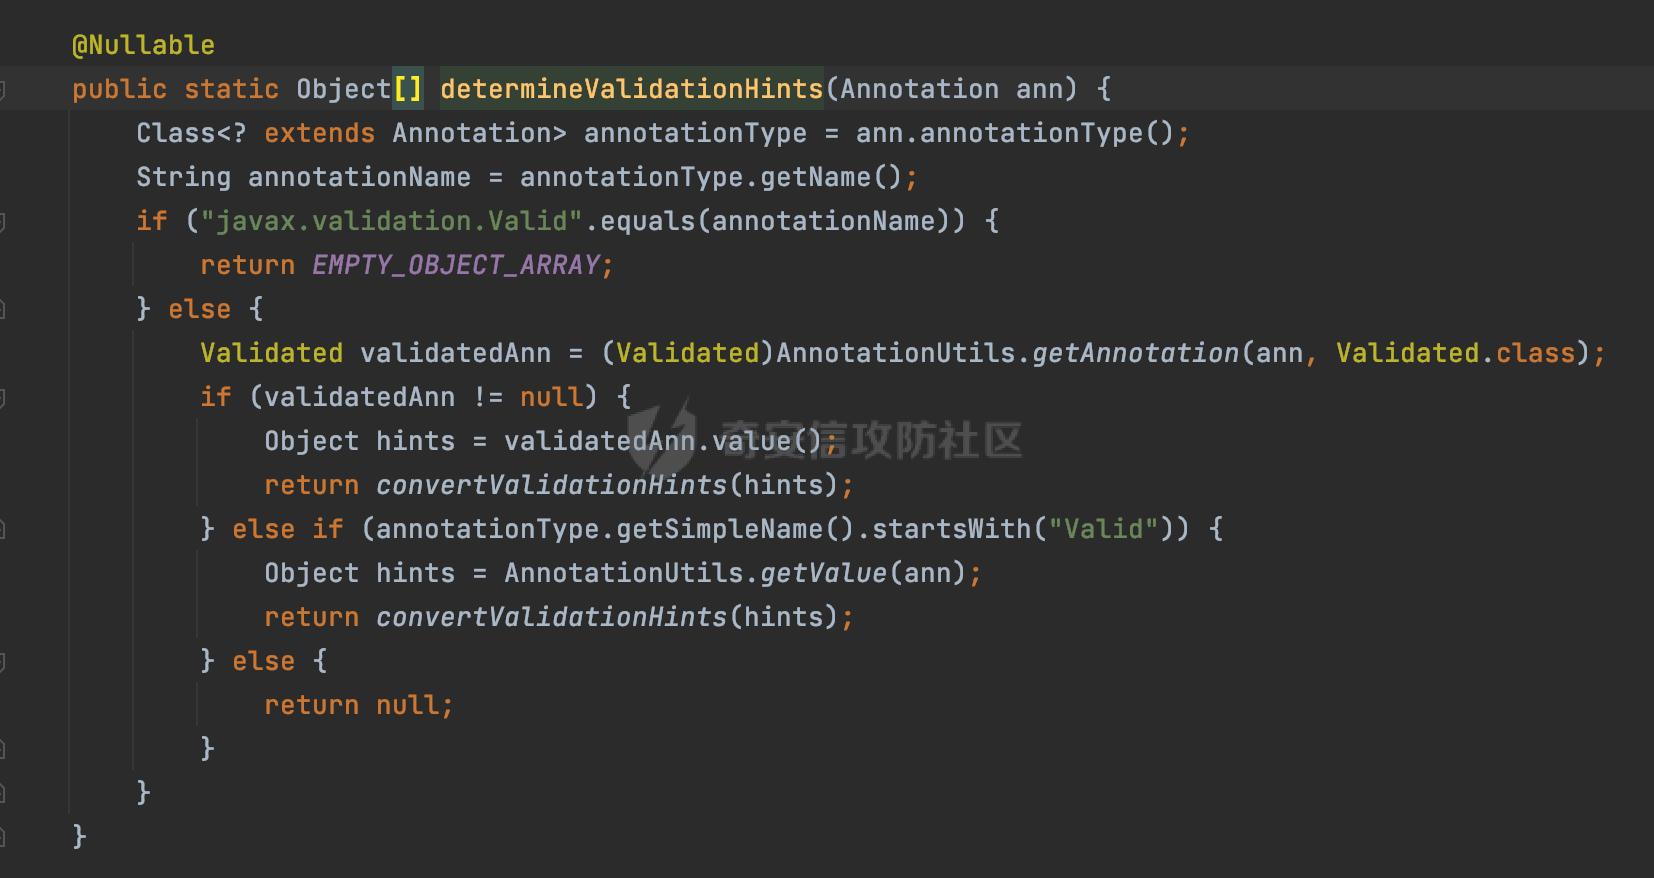 @Nullable
public static Object[] determineValidationHints(Annotation ann) {
    Class<? extends Annotation> annotationType = ann.annotationType();
    String annotationName = annotationType.getName();
    if ("javax.validation.Valid".equals(annotationName)) {
        return EMPTY_OBJECT_ARRAY;
    } else {
        Validated validatedAnn = (Validated)AnnotationUtils.getAnnotation(ann, Validated.class);
        if (validatedAnn != null) {
            Object hints = validatedAnn.value();
            return convertValidationHints(hints);
        } else if (annotationType.getSimpleName().startsWith("Valid")) {
            Object hints = AnnotationUtils.getValue(ann);
            return convertValidationHints(hints);
        } else {
            return null;
        }
    }
}
奇安信攻防社区